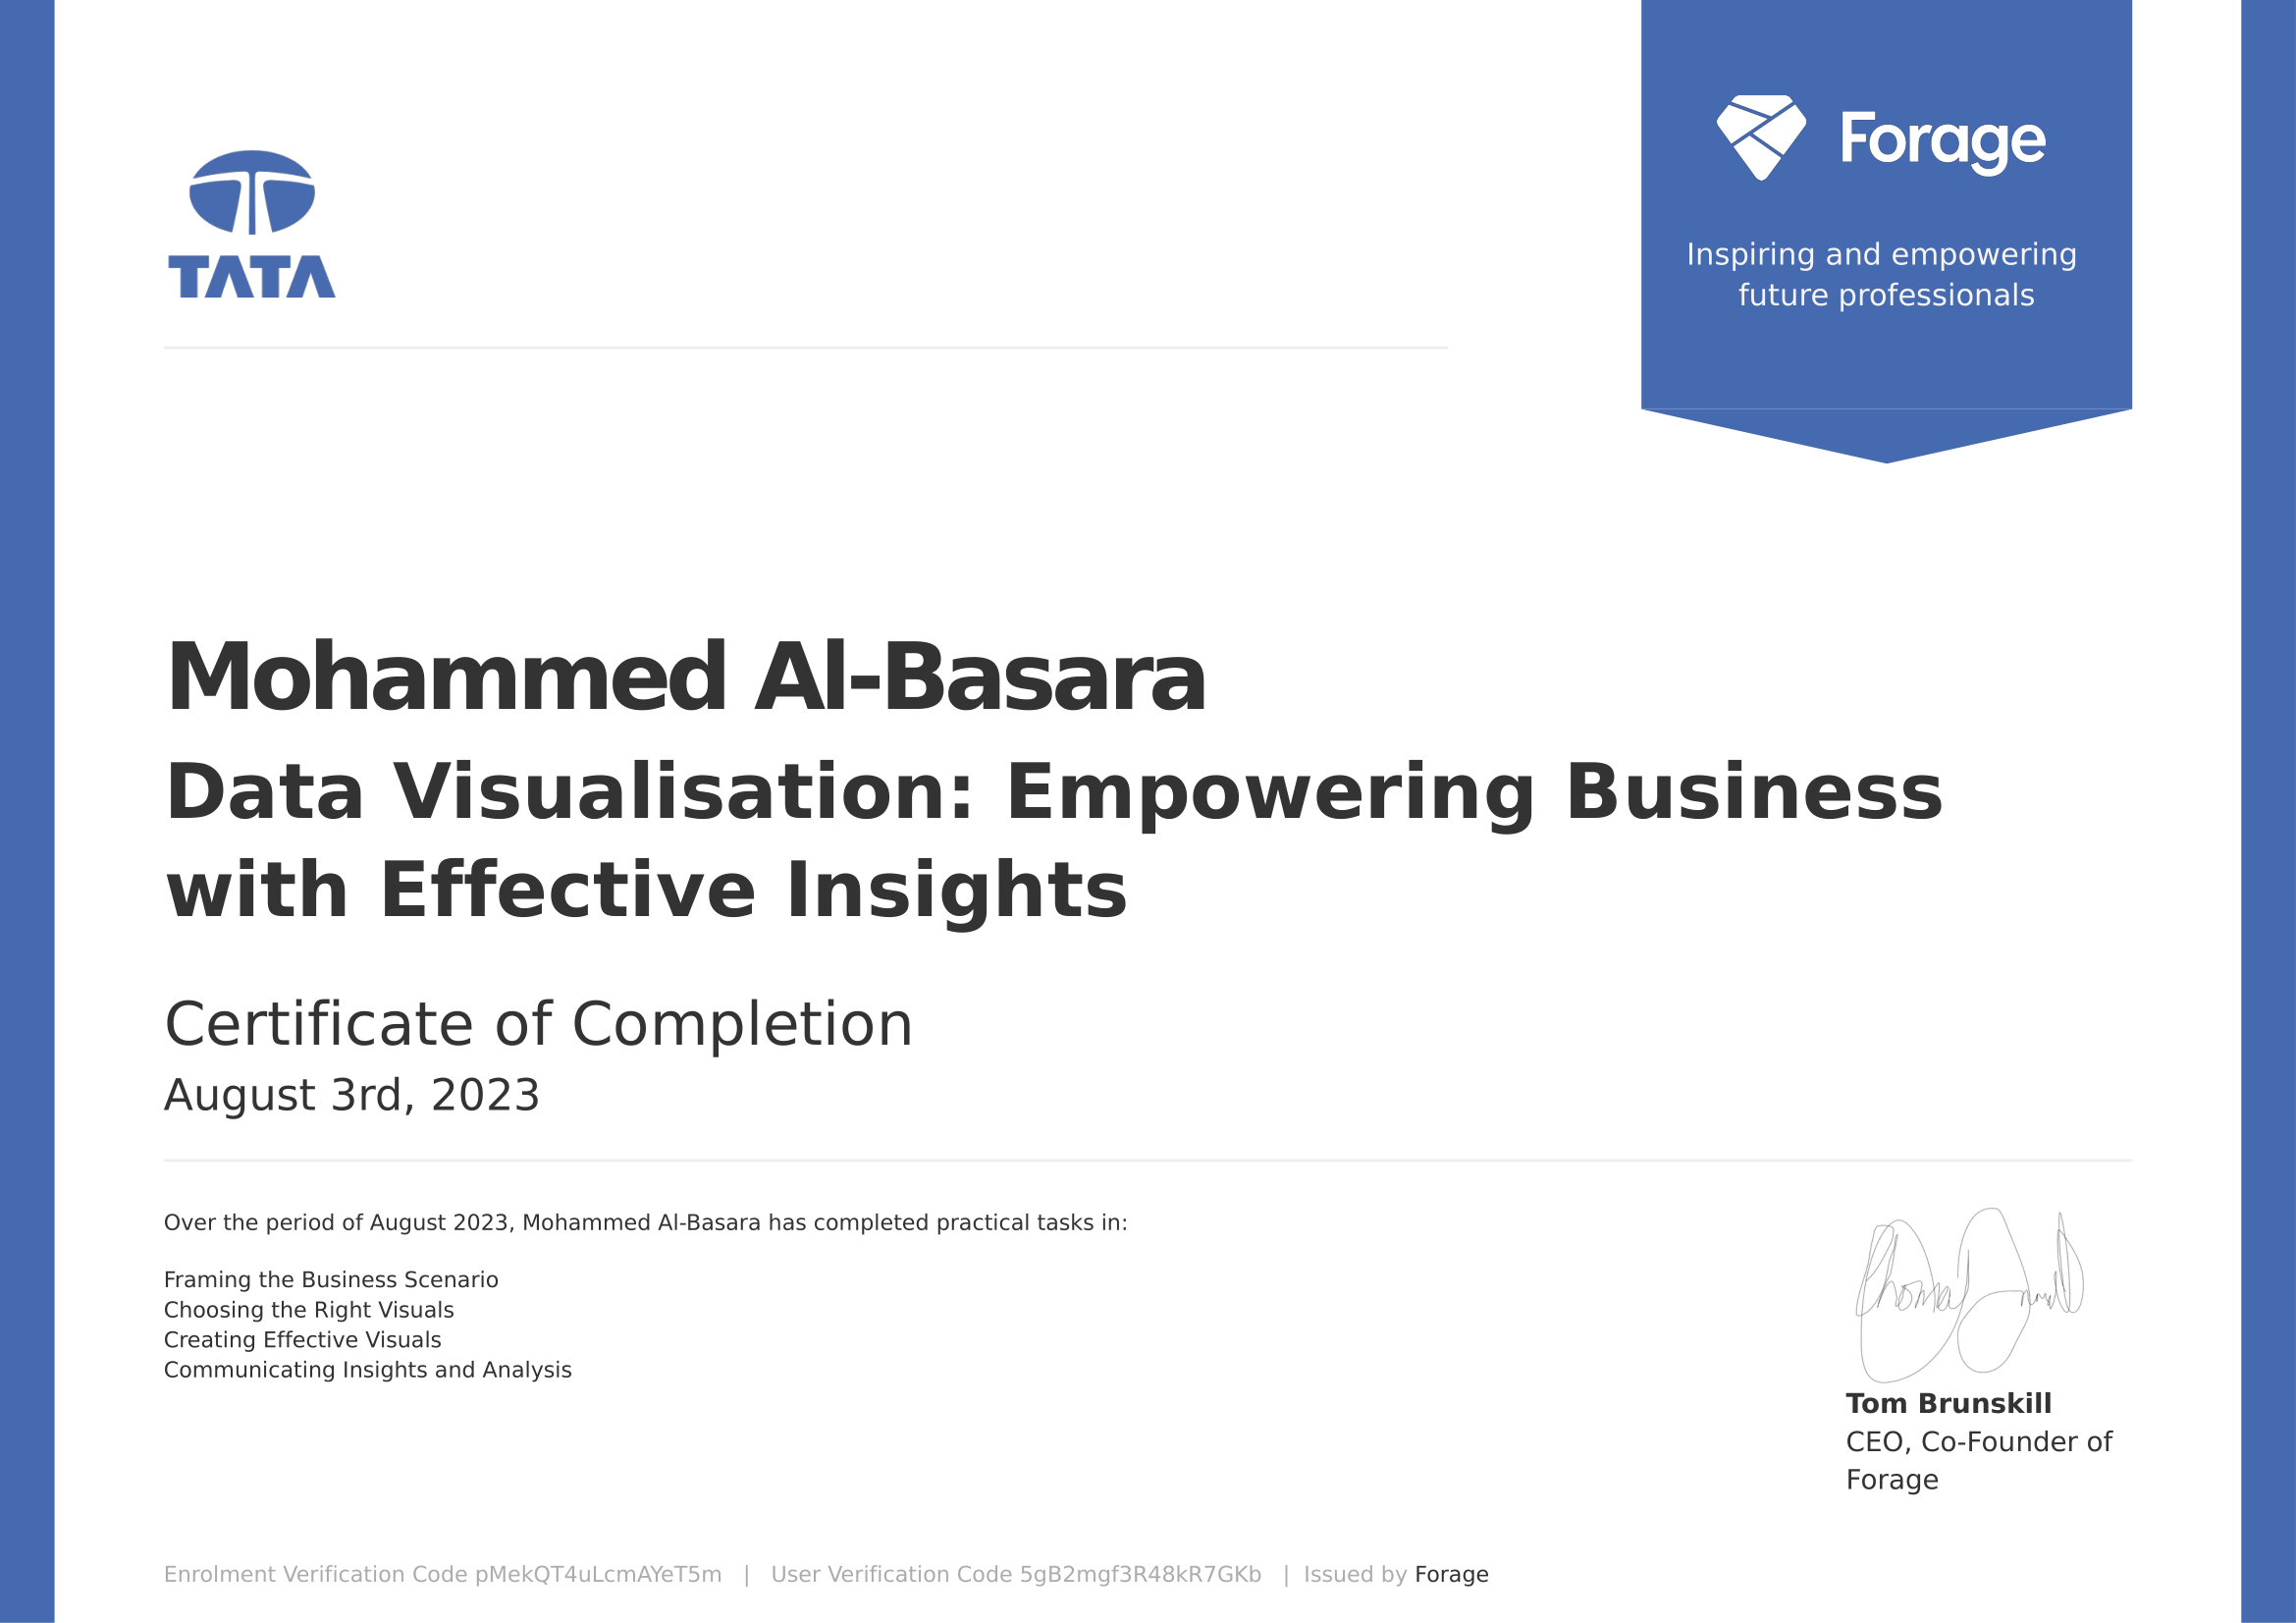 TATA
Forage
Inspiring and empowering
future professionals
Mohammed Al-Basara
Data Visualisation: Empowering Business
with Effective Insights
Certificate of Completion
August 3rd, 2023
Over the period of August 2023, Mohammed Al-Basara has completed practical tasks in:
Framing the Business Scenario
Choosing the Right Visuals
Creating Effective Visuals
Communicating Insights and Analysis
Tom Brunskill
CEO, Co-Founder of
Forage
Enrolment Verification Code pMekQT4uLcmAYeT5m | User Verification Code 5gB2mgf3R48kR7GKb | Issued by Forage